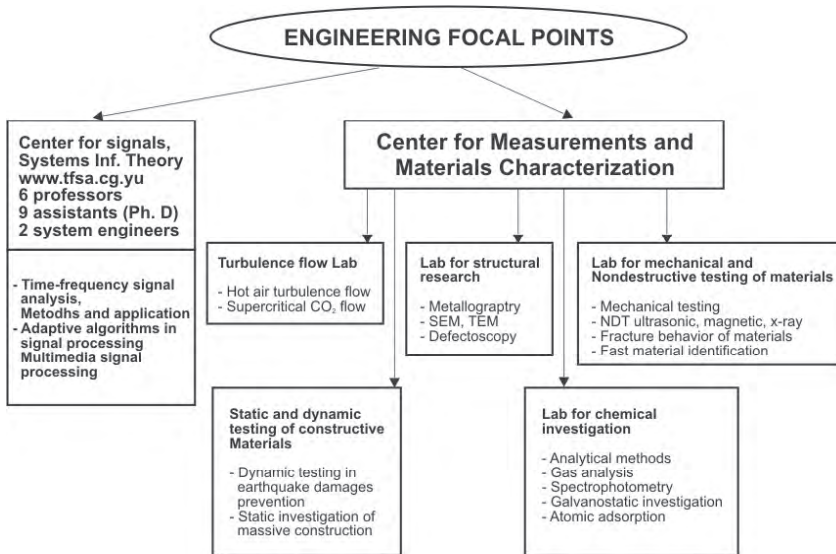 ENGINEERING FOCAL POINTS
Center for signals,
Systems Inf. Theory
www.tfsa.cg.yu
6 professors
9 assistants (Ph. D)
2 system engineers
- Time-frequency signal
analysis,
Metodhs and application
- Adaptive algorithms in
signal processing
Multimedia signal
processing
Center for Measurements and
Materials Characterization
Turbulence flow Lab
- Hot air turbulence flow
- Supercritical CO₂ flow
Lab for structural
research
- Metallograptry
- SEM, TEM
- Defectoscopy
Lab for mechanical and
Nondestructive testing of materials
- Mechanical testing
- NDT ultrasonic, magnetic, x-ray
- Fracture behavior of materials
- Fast material identification
Static and dynamic
testing of constructive
Materials
- Dynamic testing in
earthquake damages
prevention
- Static investigation of
massive construction
Lab for chemical
investigation
- Analytical methods
- Gas analysis
- Spectrophotometry
- Galvanostatic investigation
- Atomic adsorption